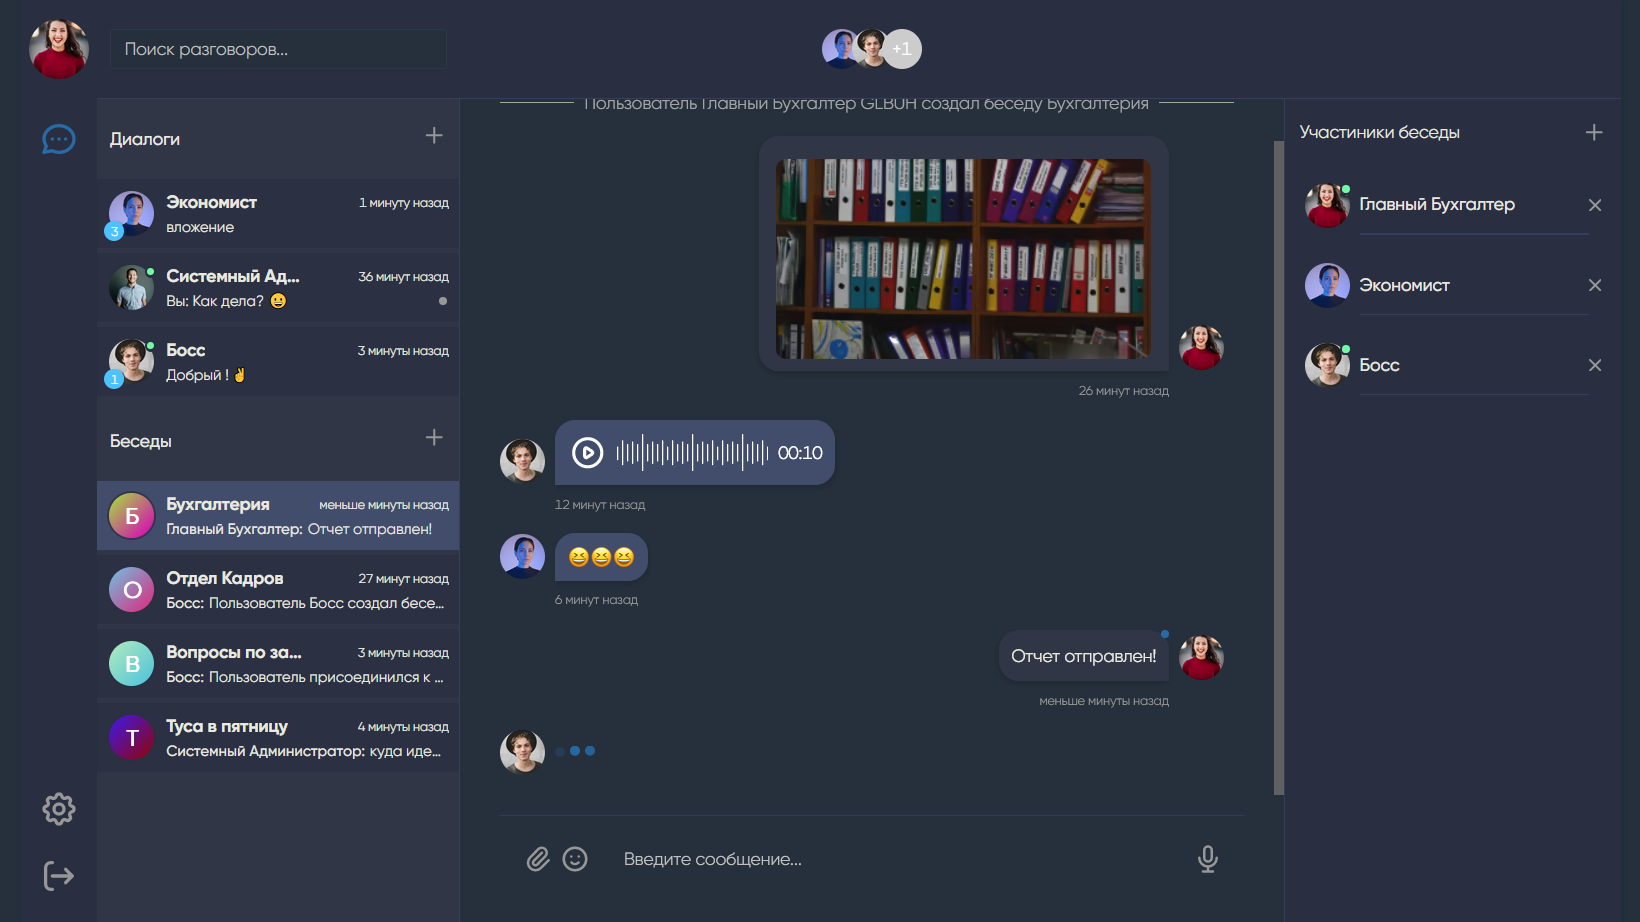 Поиск разговоров...
+1
Диалоги
Экономист
1 минуту назад
вложение
3
Системный Ад...
36 минут назад
Вы: Как дела? 😀
Босс
3 минуты назад
Добрый ! ✌
1
Беседы
Б
Бухгалтерия
меньше минуты назад
Главный Бухгалтер: Отчет отправлен!
О
Отдел Кадров
27 минут назад
Босс: Пользователь Босс создал бесе...
В
Вопросы по за...
3 минуты назад
Босс: Пользователь присоединился к ...
Т
Туса в пятницу
4 минуты назад
Системный Администратор: куда иде...
Пользователь Главный Бухгалтер GLBUH создал беседу Бухгалтерия
26 минут назад
00:10
12 минут назад
😆😆😆
6 минут назад
Отчет отправлен!
меньше минуты назад
Введите сообщение...
Участиники беседы
Главный Бухгалтер
Экономист
Босс